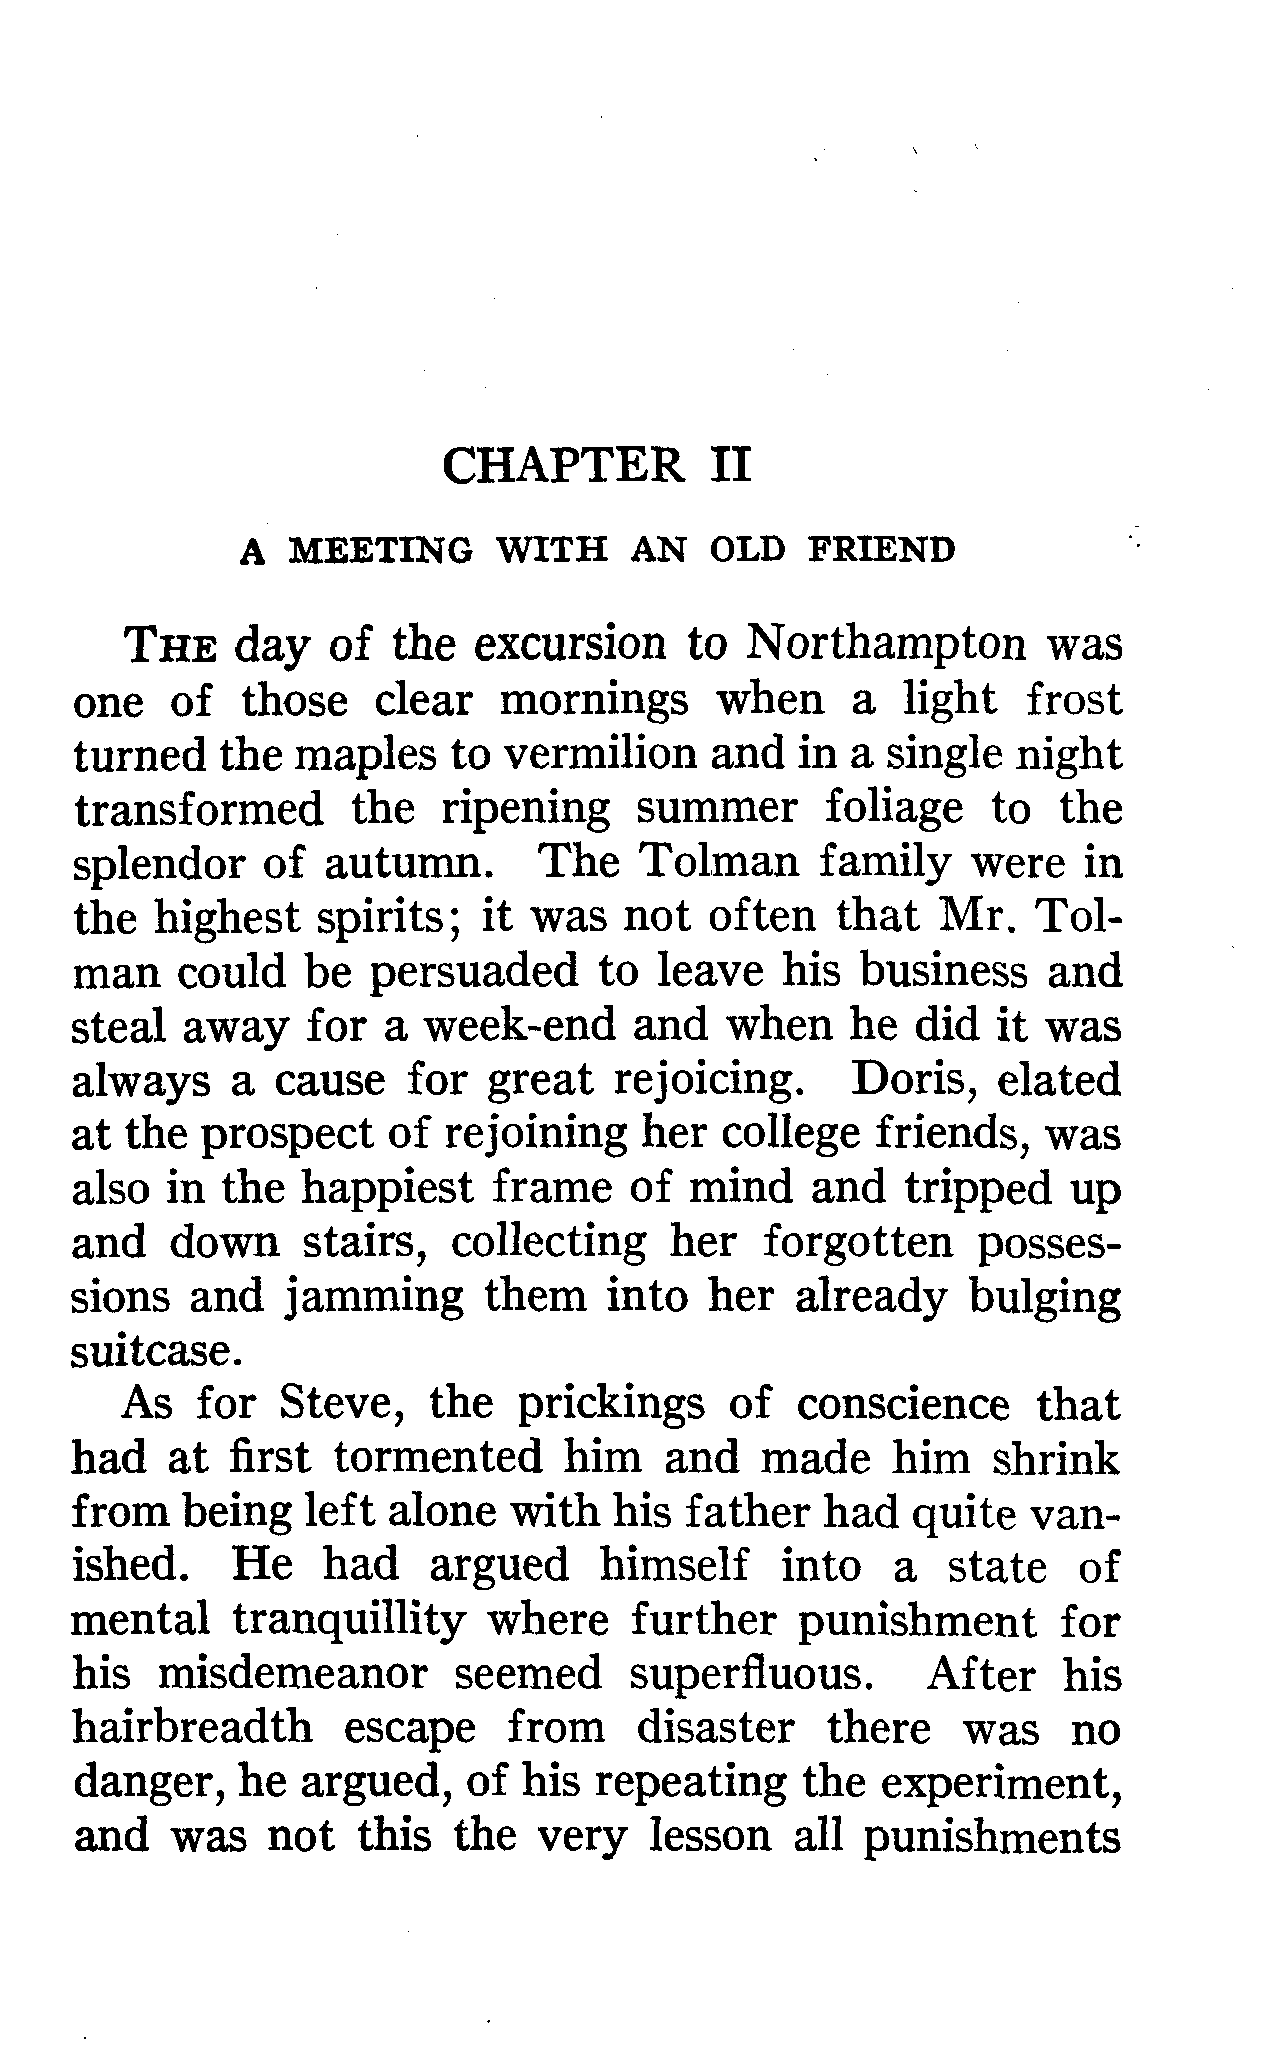 CHAPTER II
A MEETING WITH AN OLD FRIEND
THE day of the excursion to Northampton was
one of those clear mornings when a light frost
turned the maples to vermilion and in a single night
transformed the ripening summer foliage to the
splendor of autumn. The Tolman family were in
the highest spirits; it was not often that Mr. Tol-
man could be persuaded to leave his business and
steal away for a week-end and when he did it was
always a cause for great rejoicing. Doris, elated
at the prospect of rejoining her college friends, was
also in the happiest frame of mind and tripped up
and down stairs, collecting her forgotten posses-
sions and jamming them into her already bulging
suitcase.
As for Steve, the prickings of conscience that
had at first tormented him and made him shrink
from being left alone with his father had quite van-
ished. He had argued himself into a state of
mental tranquillity where further punishment for
his misdemeanor seemed superfluous. After his
hairbreadth escape from disaster there was no
danger, he argued, of his repeating the experiment,
and was not this the very lesson all punishments